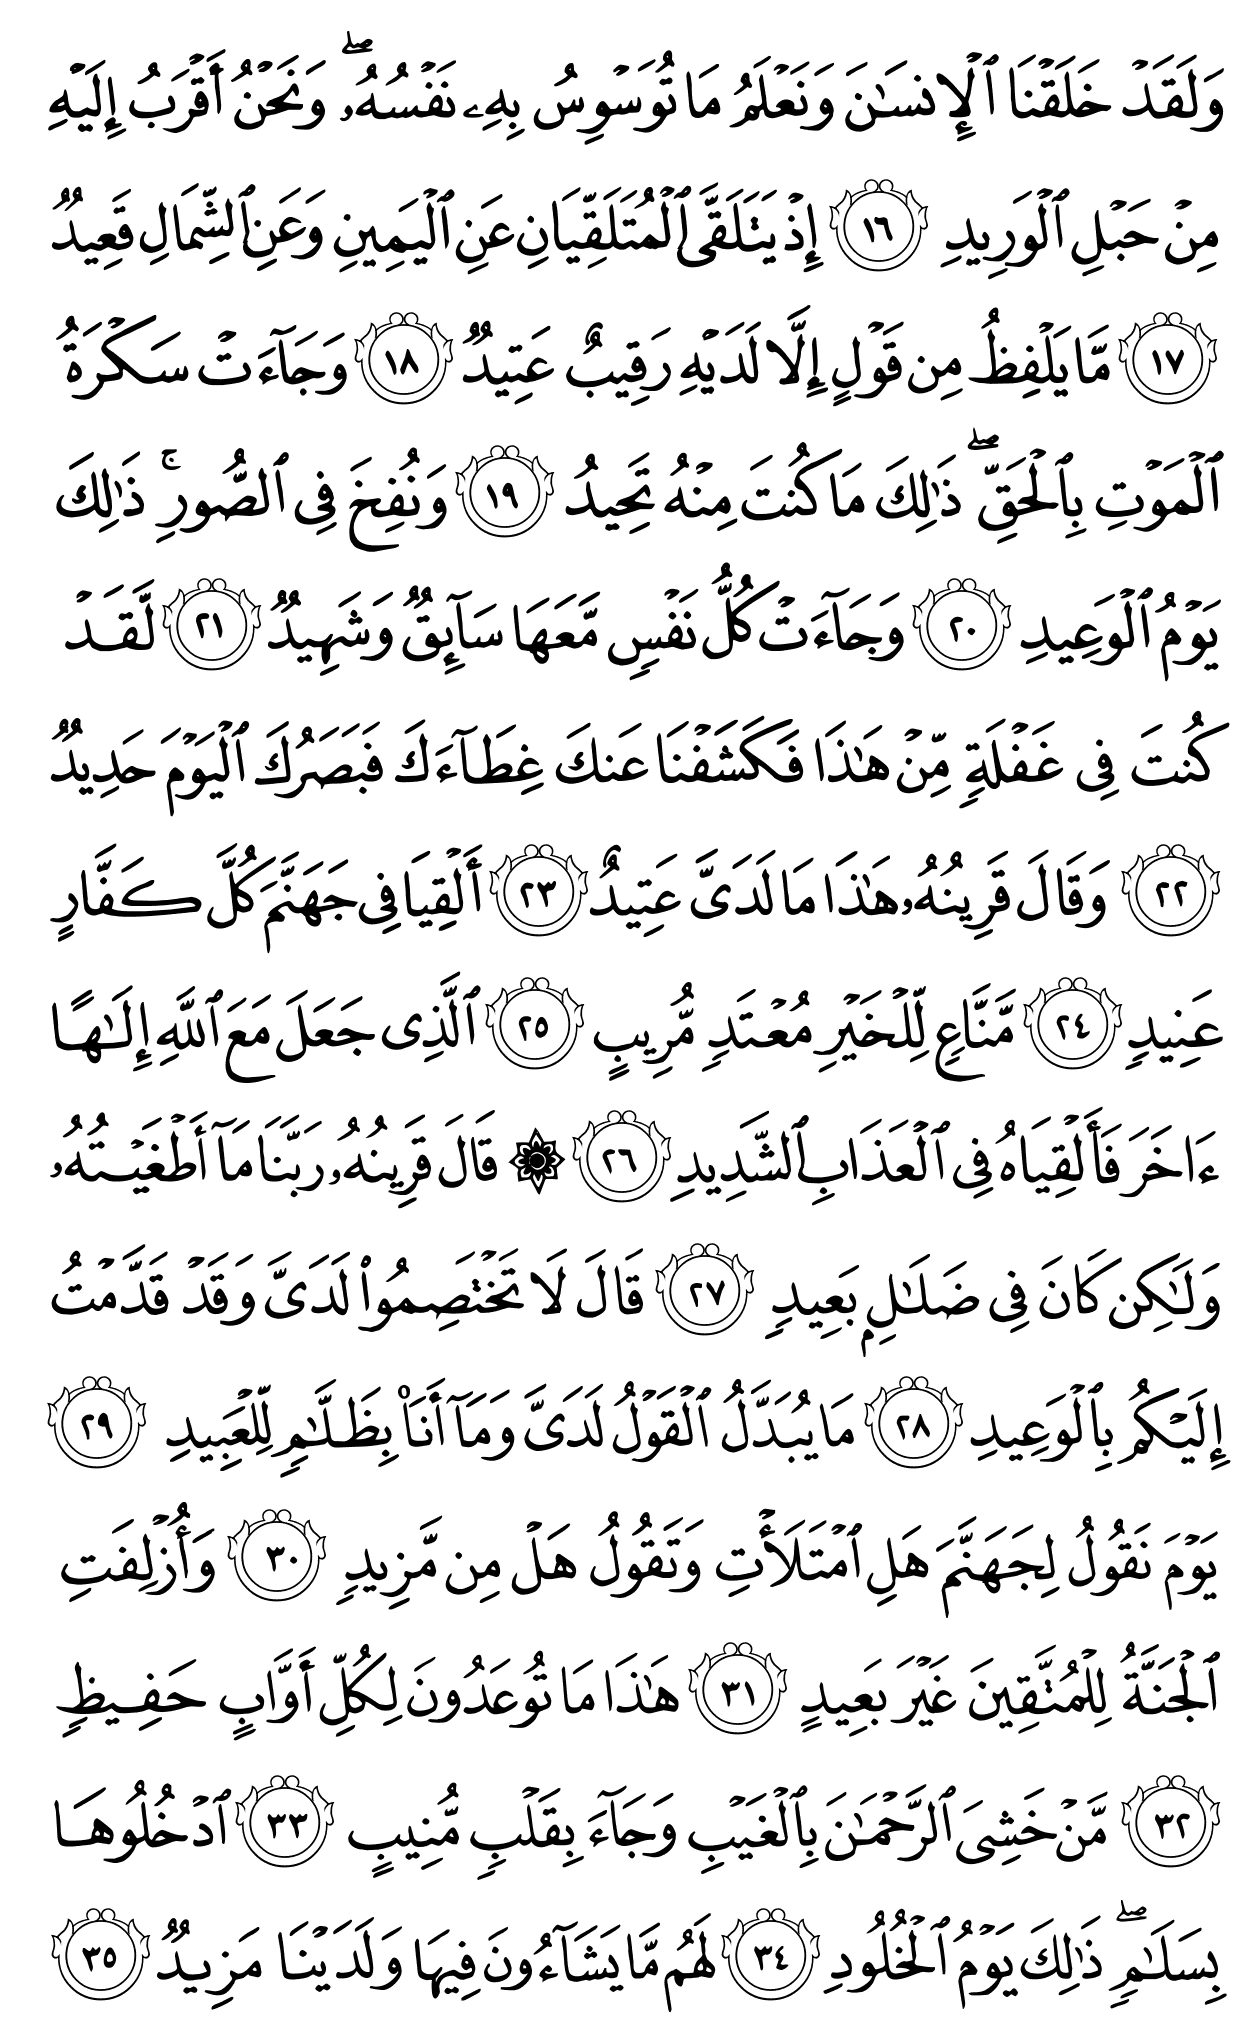 وَلَقَدۡ خَلَقۡنَا ٱلۡإِنسَٰنَ وَنَعۡلَمُ مَا تُوَسۡوِسُ بِهِۦ نَفۡسُهُۥۖ وَنَحۡنُ أَقۡرَبُ إِلَيۡهِ
مِنۡ حَبۡلِ ٱلۡوَرِيدِ ١٦ إِذۡ يَتَلَقَّى ٱلۡمُتَلَقِّيَانِ عَنِ ٱلۡيَمِينِ وَعَنِ ٱلشِّمَالِ قَعِيدٞ
١٧ مَّا يَلۡفِظُ مِن قَوۡلٍ إِلَّا لَدَيۡهِ رَقِيبٌ عَتِيدٞ ١٨ وَجَآءَتۡ سَكۡرَةُ
ٱلۡمَوۡتِ بِٱلۡحَقِّۖ ذَٰلِكَ مَا كُنتَ مِنۡهُ تَحِيدُ ١٩ وَنُفِخَ فِي ٱلصُّورِۚ ذَٰلِكَ
يَوۡمُ ٱلۡوَعِيدِ ٢٠ وَجَآءَتۡ كُلُّ نَفۡسٖ مَّعَهَا سَآئِقٞ وَشَهِيدٞ ٢١ لَّقَدۡ
كُنتَ فِي غَفۡلَةٖ مِّنۡ هَٰذَا فَكَشَفۡنَا عَنكَ غِطَآءَكَ فَبَصَرُكَ ٱلۡيَوۡمَ حَدِيدٞ
٢٢ وَقَالَ قَرِينُهُۥ هَٰذَا مَا لَدَيَّ عَتِيدٌ ٢٣ أَلۡقِيَا فِي جَهَنَّمَ كُلَّ كَفَّارٍ
عَنِيدٖ ٢٤ مَّنَّاعٖ لِّلۡخَيۡرِ مُعۡتَدٖ مُّرِيبٍ ٢٥ ٱلَّذِي جَعَلَ مَعَ ٱللَّهِ إِلَٰهًا
ءَاخَرَ فَأَلۡقِيَاهُ فِي ٱلۡعَذَابِ ٱلشَّدِيدِ ٢٦ ۞ قَالَ قَرِينُهُۥ رَبَّنَا مَآ أَطۡغَيۡتُهُۥ
وَلَٰكِن كَانَ فِي ضَلَٰلِۭ بَعِيدٖ ٢٧ قَالَ لَا تَخۡتَصِمُواْ لَدَيَّ وَقَدۡ قَدَّمۡتُ
إِلَيۡكُم بِٱلۡوَعِيدِ ٢٨ مَا يُبَدَّلُ ٱلۡقَوۡلُ لَدَيَّ وَمَآ أَنَا۠ بِظَلَّٰمٖ لِّلۡعَبِيدِ ٢٩
يَوۡمَ نَقُولُ لِجَهَنَّمَ هَلِ ٱمۡتَلَأۡتِ وَتَقُولُ هَلۡ مِن مَّزِيدٖ ٣٠ وَأُزۡلِفَتِ
ٱلۡجَنَّةُ لِلۡمُتَّقِينَ غَيۡرَ بَعِيدٍ ٣١ هَٰذَا مَا تُوعَدُونَ لِكُلِّ أَوَّابٍ حَفِيظٖ
٣٢ مَّنۡ خَشِيَ ٱلرَّحۡمَٰنَ بِٱلۡغَيۡبِ وَجَآءَ بِقَلۡبٖ مُّنِيبٍ ٣٣ ٱدۡخُلُوهَا
بِسَلَٰمٖۖ ذَٰلِكَ يَوۡمُ ٱلۡخُلُودِ ٣٤ لَهُم مَّا يَشَآءُونَ فِيهَا وَلَدَيۡنَا مَزِيدٞ ٣٥